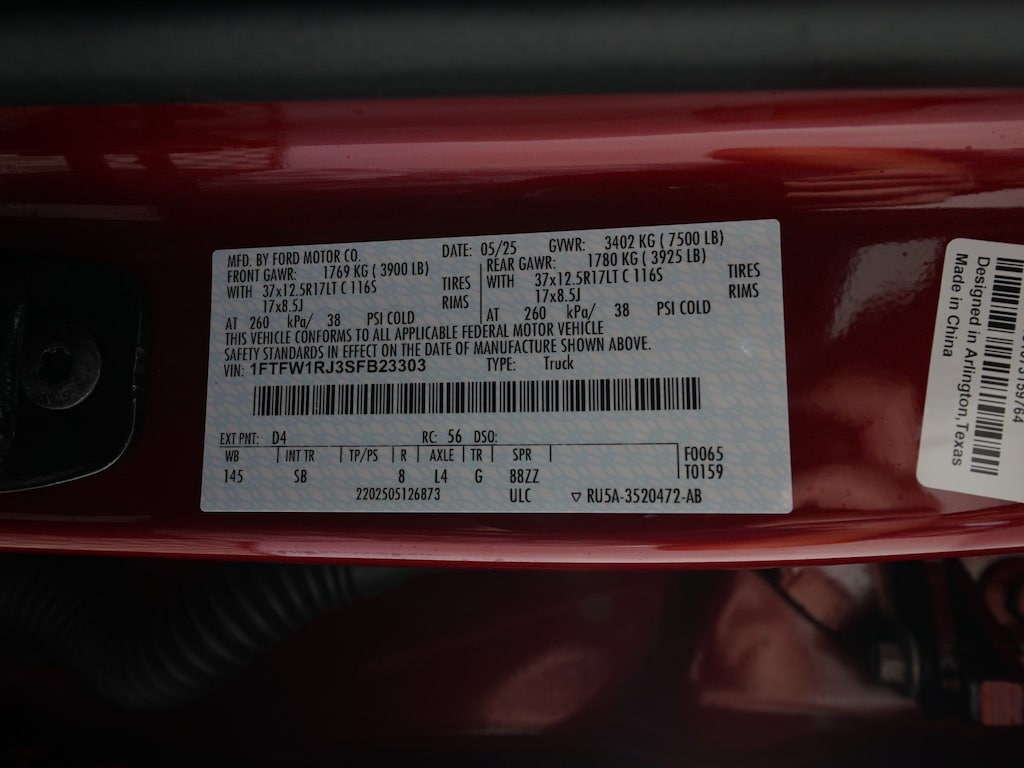 MFD. BY FORD MOTOR CO. DATE: 05/25 GVWR: 3402 KG ( 7500 LB)
FRONT GAWR: 1769 KG ( 3900 LB) REAR GAWR: 1780 KG ( 3925 LB)
WITH 37x12.5R17LT C 116S TIRES WITH 37x12.5R17LT C 116S TIRES
17x8.5J RIMS 17x8.5J RIMS
AT 260 kPa/ 38 PSI COLD AT 260 kPa/ 38 PSI COLD
THIS VEHICLE CONFORMS TO ALL APPLICABLE FEDERAL MOTOR VEHICLE
SAFETY STANDARDS IN EFFECT ON THE DATE OF MANUFACTURE SHOWN ABOVE.
VIN: 1FTFW1RJ3SFB23303 TYPE: Truck
EXT PNT: D4 RC: 56 DSO:
WB INT TR TP/PS R AXLE TR SPR F0065
145 SB 8 L4 G 88ZZ T0159
2202505126873 ULC ▽ RU5A-3520472-AB
Designed in Arlington,Texas
Made in China